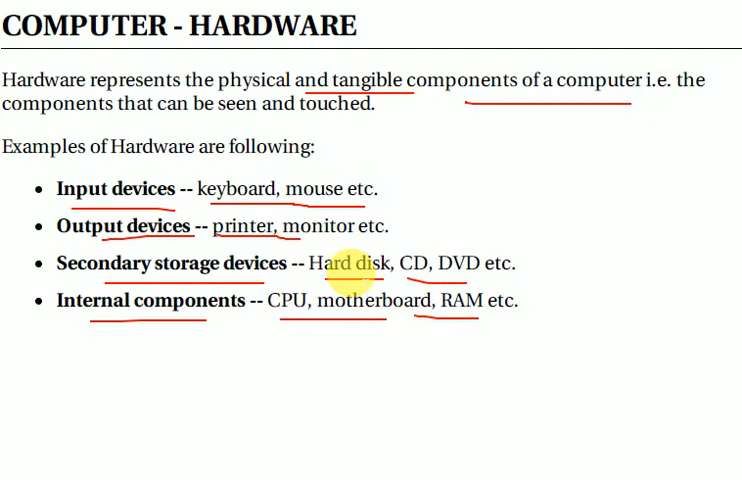 COMPUTER - HARDWARE
Hardware represents the physical and tangible components of a computer i.e. the
components that can be seen and touched.
Examples of Hardware are following:
• Input devices -- keyboard, mouse etc.
• Output devices -- printer, monitor etc.
• Secondary storage devices -- Hard disk, CD, DVD etc.
• Internal components -- CPU, motherboard, RAM etc.